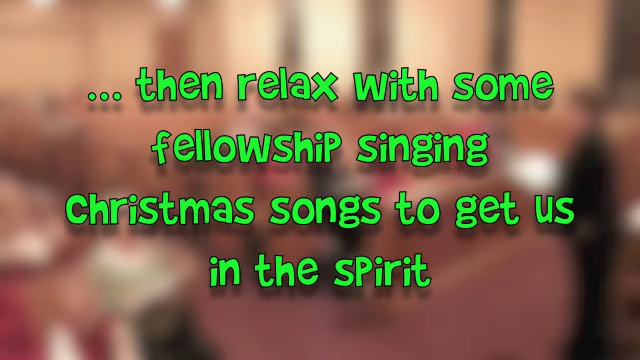 ... then relax with some
fellowship singing
Christmas songs to get us
in the spirit